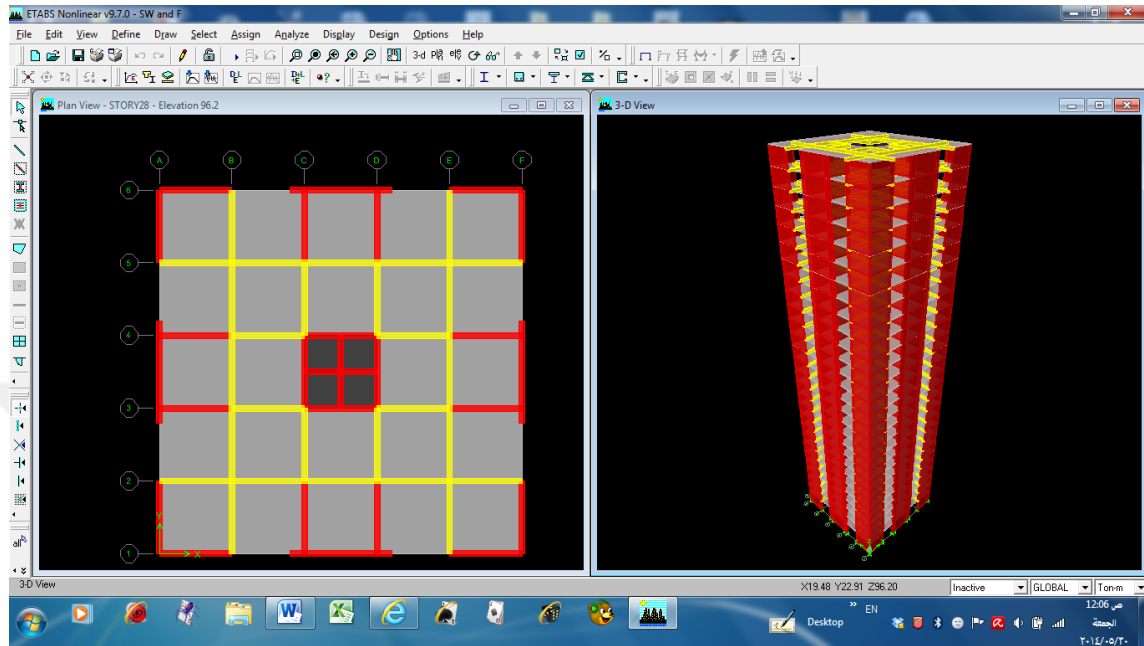 ETABS Nonlinear v9.7.0 - SW and F
File Edit View Define Draw Select Assign Analyze Display Design Options Help
3-d
Plan View - STORY28 - Elevation 96.2
3-D View
A B C D E F
6
5
4
3
2
1
Y
X
all
3-D View
X19.48 Y22.91 Z96.20
Inactive
GLOBAL
Ton-m
Desktop
EN
12:06 ص
الجمعة
٢٠١٤/٠٥/٣٠